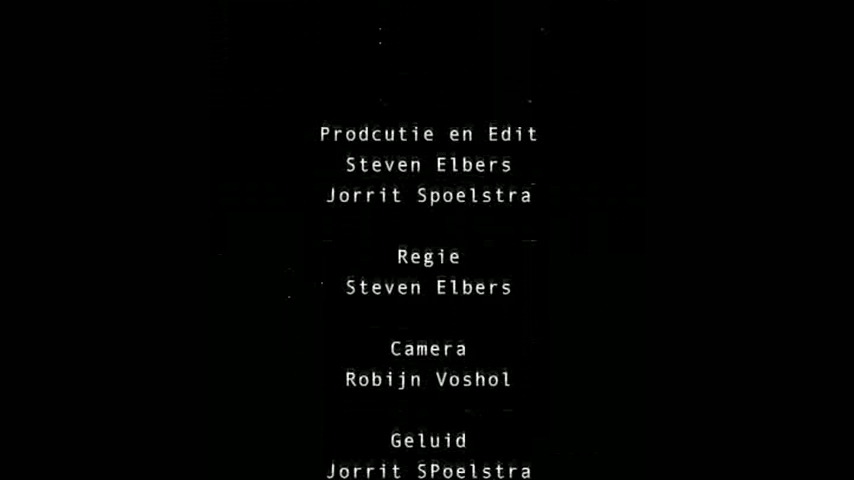 Prodcutie en Edit
Steven Elbers
Jorrit Spoelstra
Regie
Steven Elbers
Camera
Robijn Voshol
Geluid
Jorrit SPoelstra